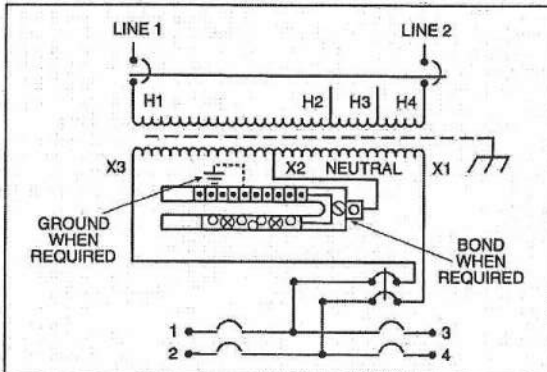 LINE 1 LINE 2
H1 H2 H3 H4
X3 X2 NEUTRAL X1
GROUND
WHEN
REQUIRED
BOND
WHEN
REQUIRED
1 3
2 4